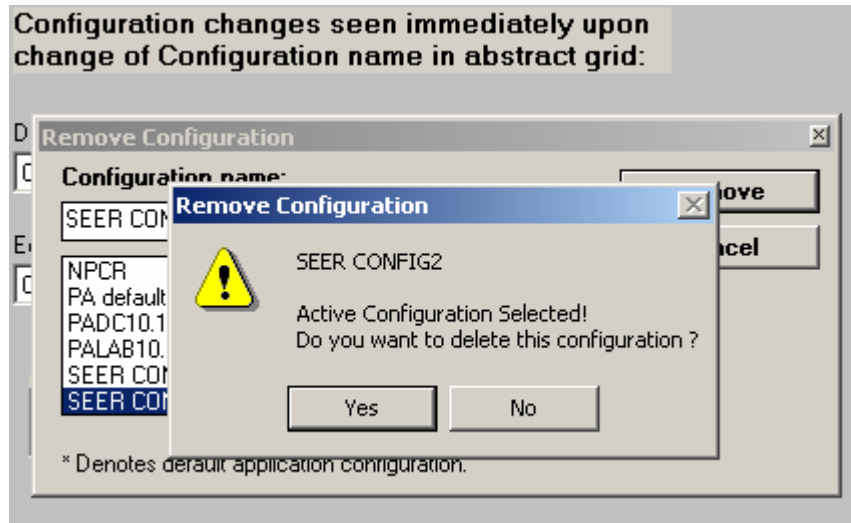 Configuration changes seen immediately upon
change of Configuration name in abstract grid:
D
Remove Configuration
Configuration name:
SEER CON
NPCR
PA default
PADC10.1
PALAB10.
SEER CON
SEER CON
ove
cel
Remove Configuration
SEER CONFIG2
Active Configuration Selected!
Do you want to delete this configuration ?
Yes
No
* Denotes default application configuration.